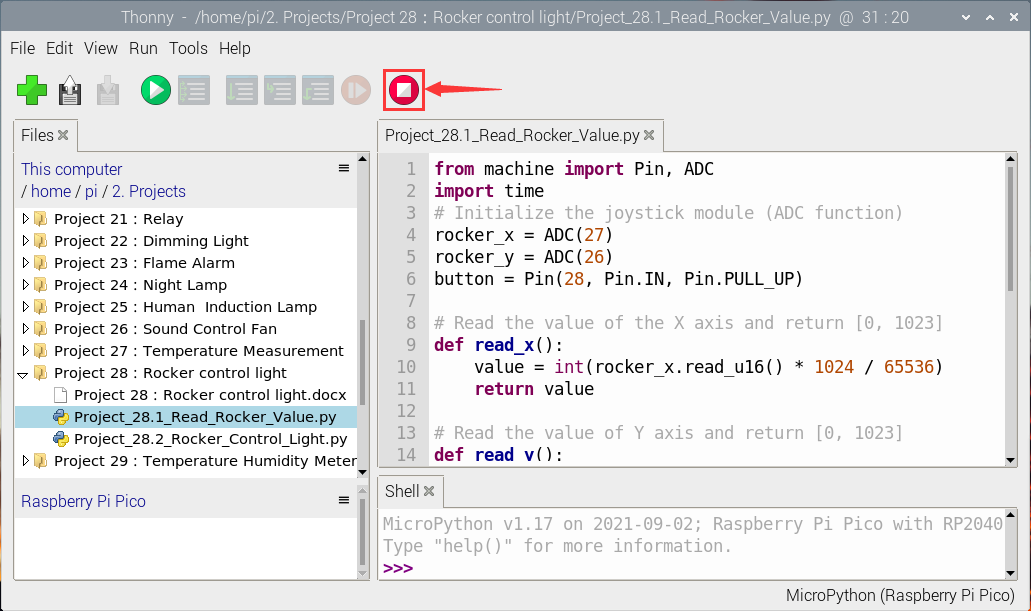 Thonny - /home/pi/2. Projects/Project 28 : Rocker control light/Project_28.1_Read_Rocker_Value.py @ 31 : 20
File Edit View Run Tools Help
Files
This computer
/ home / pi / 2. Projects
Project 21 : Relay
Project 22 : Dimming Light
Project 23 : Flame Alarm
Project 24 : Night Lamp
Project 25 : Human  Induction Lamp
Project 26 : Sound Control Fan
Project 27 : Temperature Measurement
Project 28 : Rocker control light
Project 28 : Rocker control light.docx
Project_28.1_Read_Rocker_Value.py
Project_28.2_Rocker_Control_Light.py
Project 29 : Temperature Humidity Meter
Raspberry Pi Pico
Project_28.1_Read_Rocker_Value.py
1 from machine import Pin, ADC
2 import time
3 # Initialize the joystick module (ADC function)
4 rocker_x = ADC(27)
5 rocker_y = ADC(26)
6 button = Pin(28, Pin.IN, Pin.PULL_UP)
7
8 # Read the value of the X axis and return [0, 1023]
9 def read_x():
10     value = int(rocker_x.read_u16() * 1024 / 65536)
11     return value
12
13 # Read the value of Y axis and return [0, 1023]
14 def read_y():
Shell
MicroPython v1.17 on 2021-09-02; Raspberry Pi Pico with RP2040
Type "help()" for more information.
>>>
MicroPython (Raspberry Pi Pico)